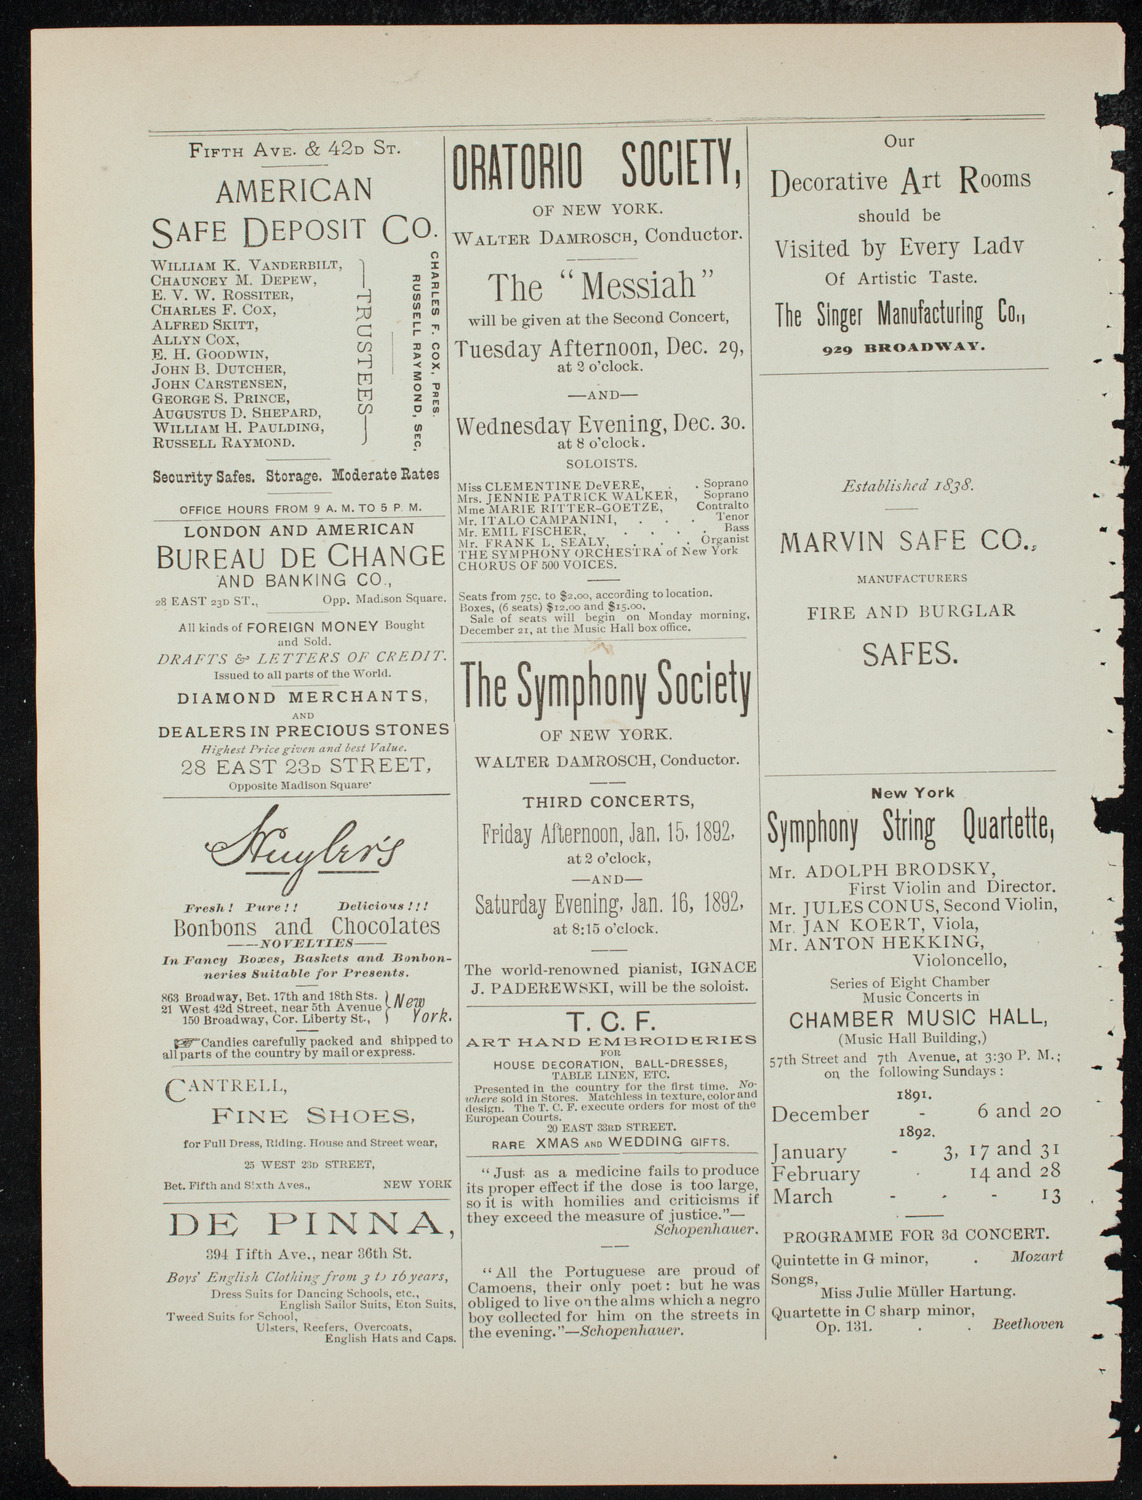 FIFTH AVE. & 42D ST.
AMERICAN
SAFE DEPOSIT CO.
WILLIAM K. VANDERBILT,
CHAUNCEY M. DEPEW,
E. V. W. ROSSITER,
CHARLES F. COX,
ALFRED SKITT,
ALLYN COX,
E. H. GOODWIN,
JOHN B. DUTCHER,
JOHN CARSTENSEN,
GEORGE S. PRINCE,
AUGUSTUS D. SHEPARD,
WILLIAM H. PAULDING,
RUSSELL RAYMOND.
TRUSTEES
CHARLES F. COX, PRES.
RUSSELL RAYMOND, SEC.
Security Safes. Storage. Moderate Rates
OFFICE HOURS FROM 9 A. M. TO 5 P. M.
LONDON AND AMERICAN
BUREAU DE CHANGE
AND BANKING CO.,
28 EAST 23D ST., Opp. Madison Square.
All kinds of FOREIGN MONEY Bought
and Sold.
DRAFTS & LETTERS OF CREDIT.
Issued to all parts of the World.
DIAMOND MERCHANTS,
AND
DEALERS IN PRECIOUS STONES
Highest Price given and best Value.
28 EAST 23D STREET,
Opposite Madison Square
Huyler's
Fresh! Pure!! Delicious!!!
Bonbons and Chocolates
—NOVELTIES—
In Fancy Boxes, Baskets and Bonbon-
neries Suitable for Presents.
863 Broadway, Bet. 17th and 18th Sts.
21 West 42d Street, near 5th Avenue
150 Broadway, Cor. Liberty St.,
New
York.
Candies carefully packed and shipped to
all parts of the country by mail or express.
CANTRELL,
FINE SHOES,
for Full Dress, Riding. House and Street wear,
25 WEST 23D STREET,
Bet. Fifth and Sixth Aves., NEW YORK
DE PINNA,
394 Fifth Ave., near 36th St.
Boys' English Clothing from 3 to 16 years,
Dress Suits for Dancing Schools, etc.,
English Sailor Suits, Eton Suits,
Tweed Suits for School,
Ulsters, Reefers, Overcoats,
English Hats and Caps.
ORATORIO SOCIETY,
OF NEW YORK.
WALTER DAMROSCH, Conductor.
The "Messiah"
will be given at the Second Concert,
Tuesday Afternoon, Dec. 29,
at 2 o'clock.
—AND—
Wednesday Evening, Dec. 30.
at 8 o'clock.
SOLOISTS.
Miss CLEMENTINE DeVERE, . . Soprano
Mrs. JENNIE PATRICK WALKER, Soprano
Mme MARIE RITTER-GOETZE, Contralto
Mr. ITALO CAMPANINI, . . . Tenor
Mr. EMIL FISCHER, . . . . Bass
Mr. FRANK L. SEALY, . . . Organist
THE SYMPHONY ORCHESTRA of New York
CHORUS OF 500 VOICES.
Seats from 75c. to $2.00, according to location.
Boxes, (6 seats) $12.00 and $15.00.
Sale of seats will begin on Monday morning,
December 21, at the Music Hall box office.
The Symphony Society
OF NEW YORK.
WALTER DAMROSCH, Conductor.
THIRD CONCERTS,
Friday Afternoon, Jan. 15, 1892,
at 2 o'clock,
—AND—
Saturday Evening, Jan. 16, 1892,
at 8:15 o'clock.
The world-renowned pianist, IGNACE
J. PADEREWSKI, will be the soloist.
T. C. F.
ART HAND EMBROIDERIES
FOR
HOUSE DECORATION, BALL-DRESSES,
TABLE LINEN, ETC.
Presented in the country for the first time. No-
where sold in Stores. Matchless in texture, color and
design. The T. C. F. execute orders for most of the
European Courts.
20 EAST 33RD STREET.
RARE XMAS AND WEDDING GIFTS.
"Just as a medicine fails to produce
its proper effect if the dose is too large,
so it is with homilies and criticisms if
they exceed the measure of justice."—
Schopenhauer.
"All the Portuguese are proud of
Camoens, their only poet: but he was
obliged to live on the alms which a negro
boy collected for him on the streets in
the evening."—Schopenhauer.
Our
Decorative Art Rooms
should be
Visited by Every Lady
Of Artistic Taste.
The Singer Manufacturing Co.,
929 BROADWAY.
Established 1838.
MARVIN SAFE CO.,
MANUFACTURERS
FIRE AND BURGLAR
SAFES.
New York
Symphony String Quartette,
Mr. ADOLPH BRODSKY,
First Violin and Director.
Mr. JULES CONUS, Second Violin,
Mr. JAN KOERT, Viola,
Mr. ANTON HEKKING,
Violoncello,
Series of Eight Chamber
Music Concerts in
CHAMBER MUSIC HALL,
(Music Hall Building,)
57th Street and 7th Avenue, at 3:30 P. M.;
on the following Sundays:
1891.
December - 6 and 20
1892.
January - 3, 17 and 31
February . 14 and 28
March - - - 13
PROGRAMME FOR 3d CONCERT.
Quintette in G minor, . Mozart
Songs,
Miss Julie Müller Hartung.
Quartette in C sharp minor,
Op. 131. . . Beethoven